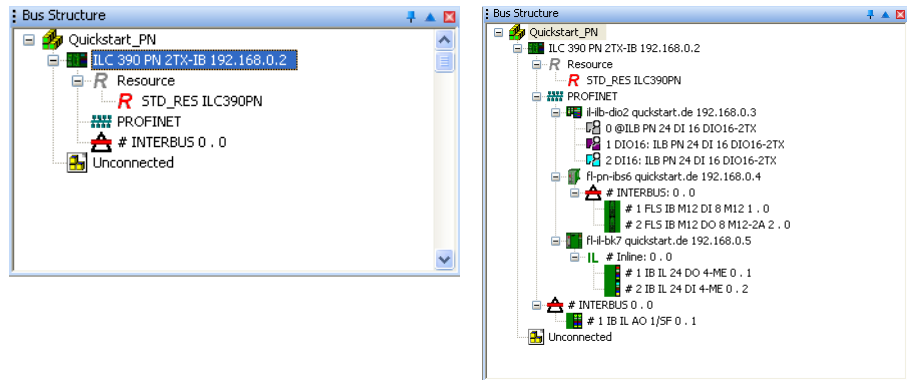 Bus Structure
Quickstart_PN
ILC 390 PN 2TX-IB 192.168.0.2
R Resource
R STD_RES ILC390PN
PROFINET
# INTERBUS 0 . 0
Unconnected
Bus Structure
Quickstart_PN
ILC 390 PN 2TX-IB 192.168.0.2
R Resource
R STD_RES ILC390PN
PROFINET
il-ilb-dio2 quckstart.de 192.168.0.3
0 @ILB PN 24 DI 16 DIO16-2TX
1 DIO16: ILB PN 24 DI 16 DIO16-2TX
2 DI16: ILB PN 24 DI 16 DIO16-2TX
fl-pn-ibs6 quckstart.de 192.168.0.4
# INTERBUS: 0 . 0
# 1 FLS IB M12 DI 8 M12 1 . 0
# 2 FLS IB M12 DO 8 M12-2A 2 . 0
fl-il-bk7 quckstart.de 192.168.0.5
IL # Inline: 0 . 0
# 1 IB IL 24 DO 4-ME 0 . 1
# 2 IB IL 24 DI 4-ME 0 . 2
# INTERBUS 0 . 0
# 1 IB IL AO 1/SF 0 . 1
Unconnected